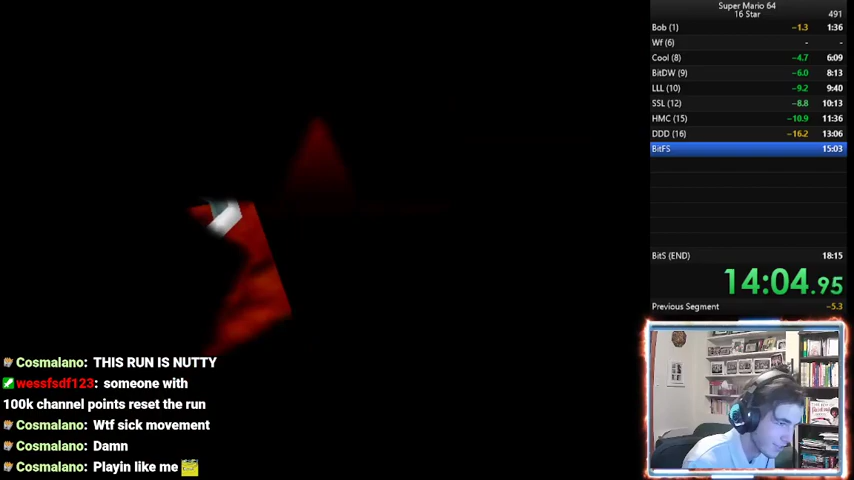 Super Mario 64
16 Star 491
Bob (1) −1.3 1:36
Wf (6) - -
Cool (8) −4.7 6:09
BitDW (9) −6.0 8:13
LLL (10) −9.2 9:40
SSL (12) −8.8 10:13
HMC (15) −10.9 11:36
DDD (16) −16.2 13:06
BitFS 15:03
BitS (END) 18:15
14:04.95
Previous Segment −5.3
Cosmalano: THIS RUN IS NUTTY
wessfsdf123: someone with
100k channel points reset the run
Cosmalano: Wtf sick movement
Cosmalano: Damn
Cosmalano: Playin like me